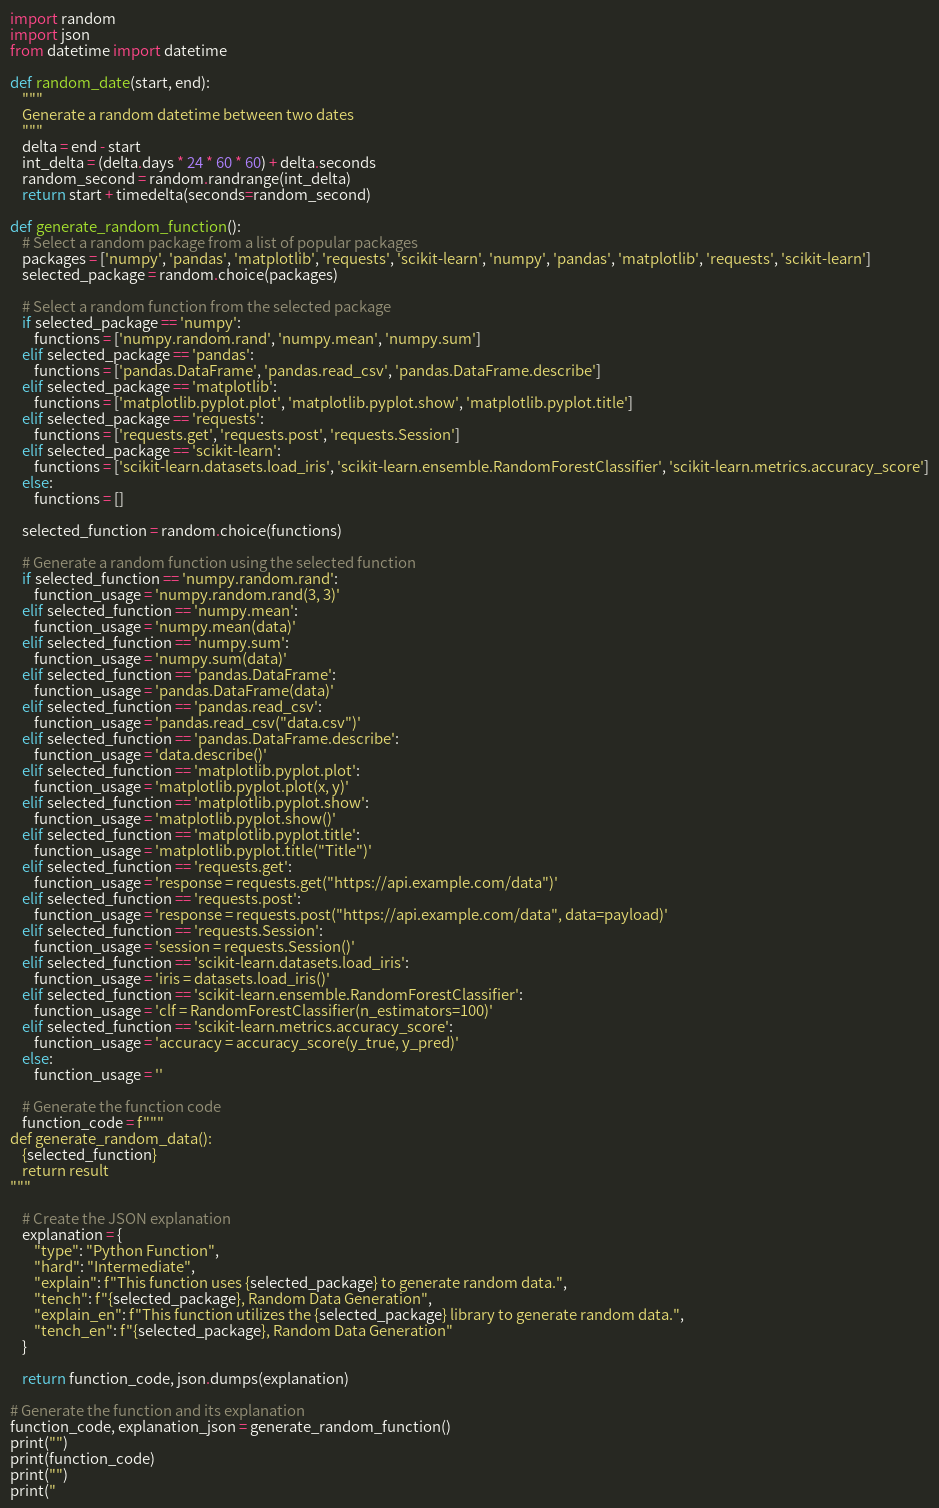 import random
import json
from datetime import datetime

def random_date(start, end):
    """
    Generate a random datetime between two dates
    """
    delta = end - start
    int_delta = (delta.days * 24 * 60 * 60) + delta.seconds
    random_second = random.randrange(int_delta)
    return start + timedelta(seconds=random_second)

def generate_random_function():
    # Select a random package from a list of popular packages
    packages = ['numpy', 'pandas', 'matplotlib', 'requests', 'scikit-learn', 'numpy', 'pandas', 'matplotlib', 'requests', 'scikit-learn']
    selected_package = random.choice(packages)

    # Select a random function from the selected package
    if selected_package == 'numpy':
        functions = ['numpy.random.rand', 'numpy.mean', 'numpy.sum']
    elif selected_package == 'pandas':
        functions = ['pandas.DataFrame', 'pandas.read_csv', 'pandas.DataFrame.describe']
    elif selected_package == 'matplotlib':
        functions = ['matplotlib.pyplot.plot', 'matplotlib.pyplot.show', 'matplotlib.pyplot.title']
    elif selected_package == 'requests':
        functions = ['requests.get', 'requests.post', 'requests.Session']
    elif selected_package == 'scikit-learn':
        functions = ['scikit-learn.datasets.load_iris', 'scikit-learn.ensemble.RandomForestClassifier', 'scikit-learn.metrics.accuracy_score']
    else:
        functions = []

    selected_function = random.choice(functions)

    # Generate a random function using the selected function
    if selected_function == 'numpy.random.rand':
        function_usage = 'numpy.random.rand(3, 3)'
    elif selected_function == 'numpy.mean':
        function_usage = 'numpy.mean(data)'
    elif selected_function == 'numpy.sum':
        function_usage = 'numpy.sum(data)'
    elif selected_function == 'pandas.DataFrame':
        function_usage = 'pandas.DataFrame(data)'
    elif selected_function == 'pandas.read_csv':
        function_usage = 'pandas.read_csv("data.csv")'
    elif selected_function == 'pandas.DataFrame.describe':
        function_usage = 'data.describe()'
    elif selected_function == 'matplotlib.pyplot.plot':
        function_usage = 'matplotlib.pyplot.plot(x, y)'
    elif selected_function == 'matplotlib.pyplot.show':
        function_usage = 'matplotlib.pyplot.show()'
    elif selected_function == 'matplotlib.pyplot.title':
        function_usage = 'matplotlib.pyplot.title("Title")'
    elif selected_function == 'requests.get':
        function_usage = 'response = requests.get("https://api.example.com/data")'
    elif selected_function == 'requests.post':
        function_usage = 'response = requests.post("https://api.example.com/data", data=payload)'
    elif selected_function == 'requests.Session':
        function_usage = 'session = requests.Session()'
    elif selected_function == 'scikit-learn.datasets.load_iris':
        function_usage = 'iris = datasets.load_iris()'
    elif selected_function == 'scikit-learn.ensemble.RandomForestClassifier':
        function_usage = 'clf = RandomForestClassifier(n_estimators=100)'
    elif selected_function == 'scikit-learn.metrics.accuracy_score':
        function_usage = 'accuracy = accuracy_score(y_true, y_pred)'
    else:
        function_usage = ''

    # Generate the function code
    function_code = f"""
def generate_random_data():
    {selected_function}
    return result
"""

    # Create the JSON explanation
    explanation = {
        "type": "Python Function",
        "hard": "Intermediate",
        "explain": f"This function uses {selected_package} to generate random data.",
        "tench": f"{selected_package}, Random Data Generation",
        "explain_en": f"This function utilizes the {selected_package} library to generate random data.",
        "tench_en": f"{selected_package}, Random Data Generation"
    }

    return function_code, json.dumps(explanation)

# Generate the function and its explanation
function_code, explanation_json = generate_random_function()
print("")
print(function_code)
print("")
print("